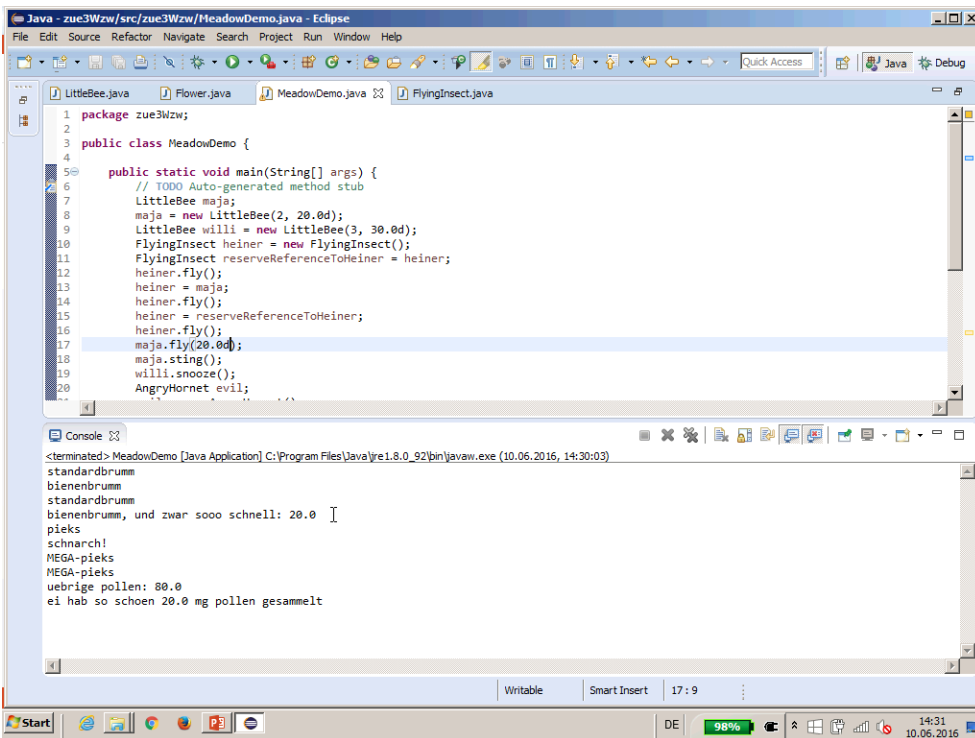 Java - zue3Wzw/src/zue3Wzw/MeadowDemo.java - Eclipse
File Edit Source Refactor Navigate Search Project Run Window Help
Quick Access Java Debug
LittleBee.java Flower.java MeadowDemo.java FlyingInsect.java
1 package zue3Wzw;
2
3 public class MeadowDemo {
4
5 public static void main(String[] args) {
6 // TODO Auto-generated method stub
7 LittleBee maja;
8 maja = new LittleBee(2, 20.0d);
9 LittleBee willi = new LittleBee(3, 30.0d);
10 FlyingInsect heiner = new FlyingInsect();
11 FlyingInsect reserveReferenceToHeiner = heiner;
12 heiner.fly();
13 heiner = maja;
14 heiner.fly();
15 heiner = reserveReferenceToHeiner;
16 heiner.fly();
17 maja.fly(20.0d);
18 maja.sting();
19 willi.snooze();
20 AngryHornet evil;
Console
<terminated> MeadowDemo [Java Application] C:\Program Files\Java\jre1.8.0_92\bin\javaw.exe (10.06.2016, 14:30:03)
standardbrumm
bienenbrumm
standardbrumm
bienenbrumm, und zwar sooo schnell: 20.0
pieks
schnarch!
MEGA-pieks
MEGA-pieks
uebrige pollen: 80.0
ei hab so schoen 20.0 mg pollen gesammelt
Writable Smart Insert 17 : 9
Start DE 98% 14:31
10.06.2016